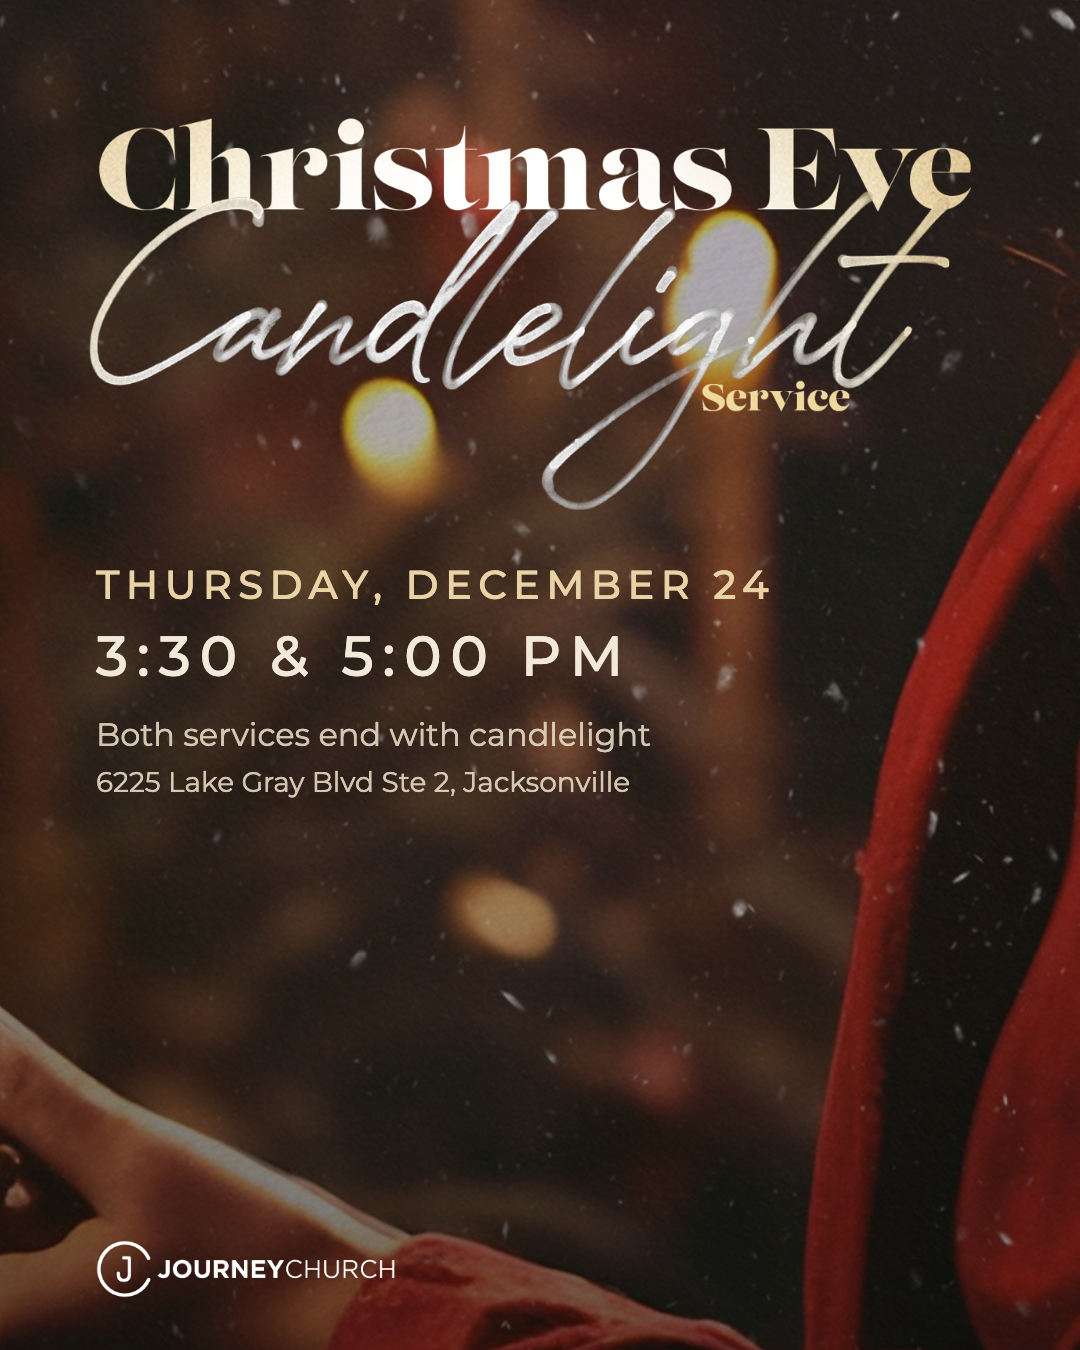 Christmas Eve
Candlelight
Service
THURSDAY, DECEMBER 24
3:30 & 5:00 PM
Both services end with candlelight
6225 Lake Gray Blvd Ste 2, Jacksonville
J JOURNEYCHURCH